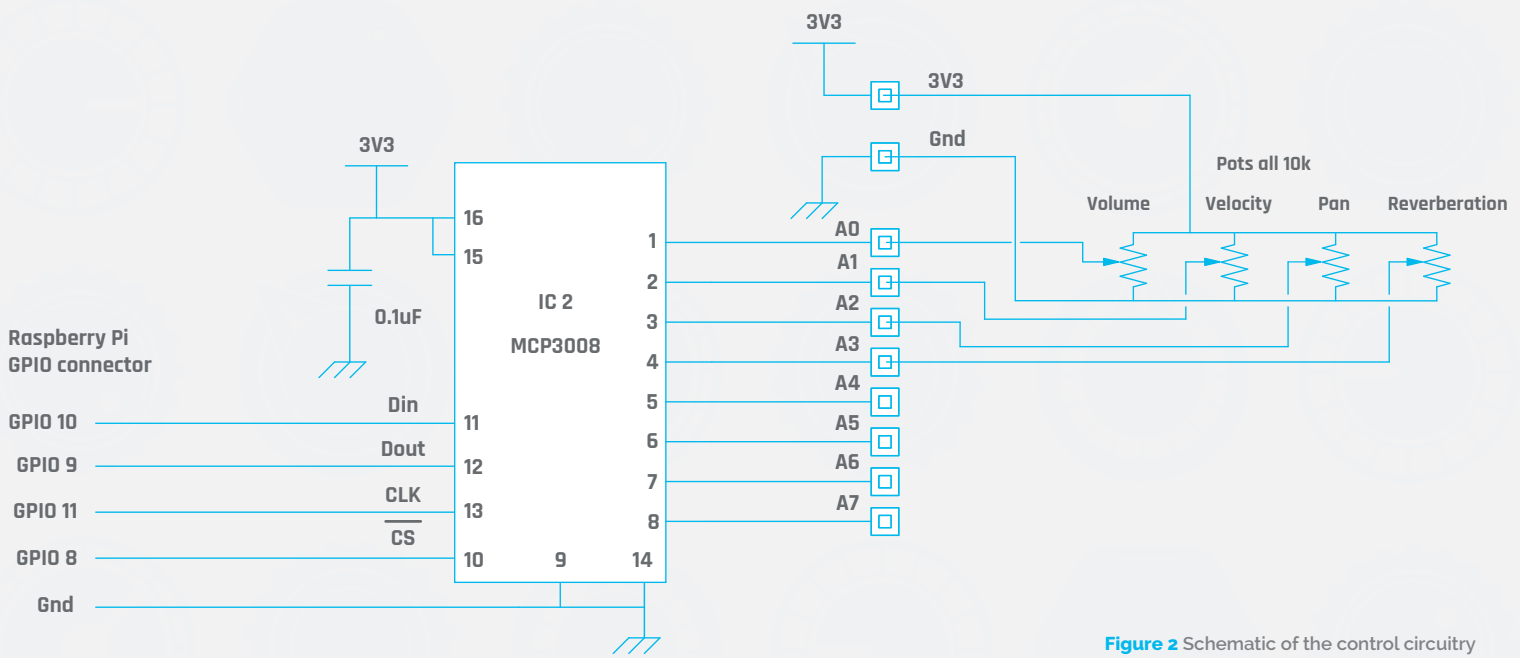 3V3
3V3
Gnd
3V3
Pots all 10k
Volume
Velocity
Pan
Reverberation
16
15
1
2
3
4
5
6
7
8
A0
A1
A2
A3
A4
A5
A6
A7
IC 2
MCP3008
0.1uF
Raspberry Pi
GPIO connector
GPIO 10
Din
11
GPIO 9
Dout
12
GPIO 11
CLK
13
GPIO 8
CS
10
9
14
Gnd
Figure 2 Schematic of the control circuitry